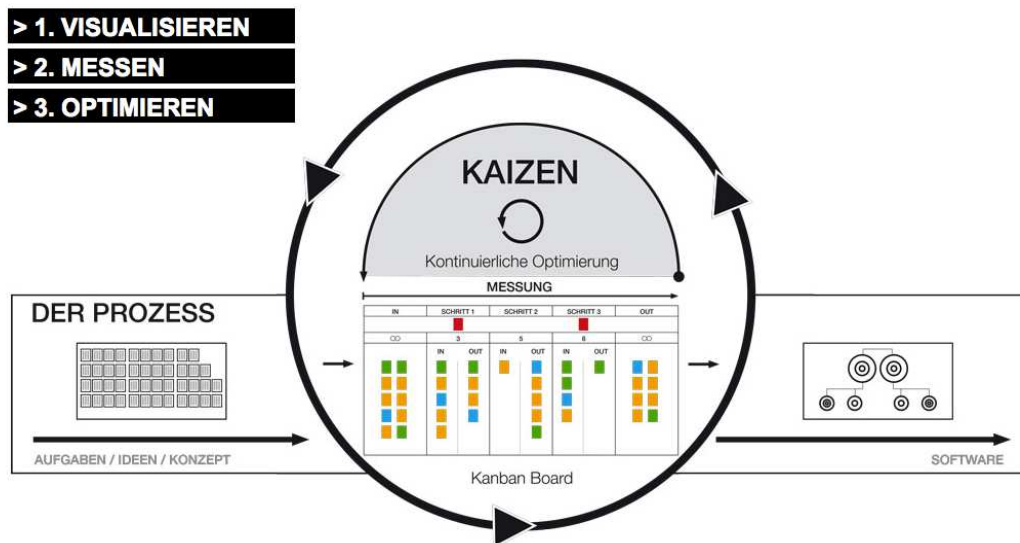 > 1. VISUALISIEREN
> 2. MESSEN
> 3. OPTIMIEREN
KAIZEN
Kontinuierliche Optimierung
MESSUNG
DER PROZESS
IN SCHRITT 1 SCHRITT 2 SCHRITT 3 OUT
∞ 3 5 6 ∞
IN OUT IN OUT IN OUT
AUFGABEN / IDEEN / KONZEPT
SOFTWARE
Kanban Board